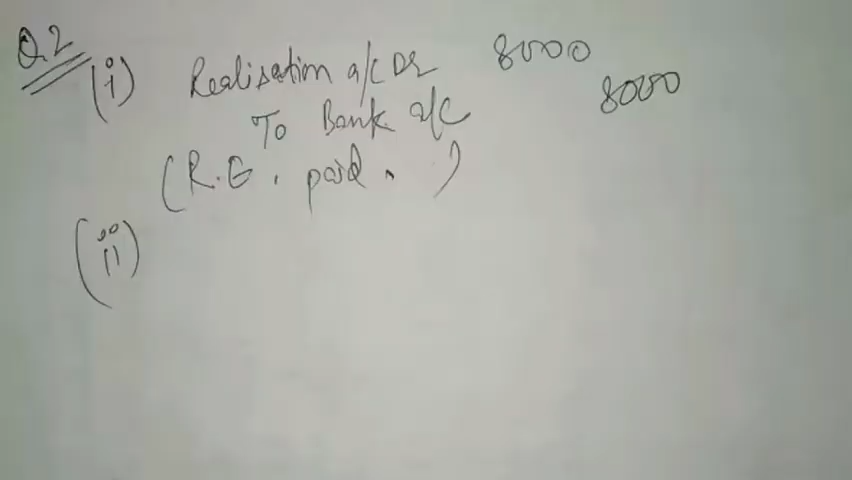 Q.2
(i) Realisation a/c Dr 8000
To Bank a/c 8000
(R.E. paid. )
(ii)